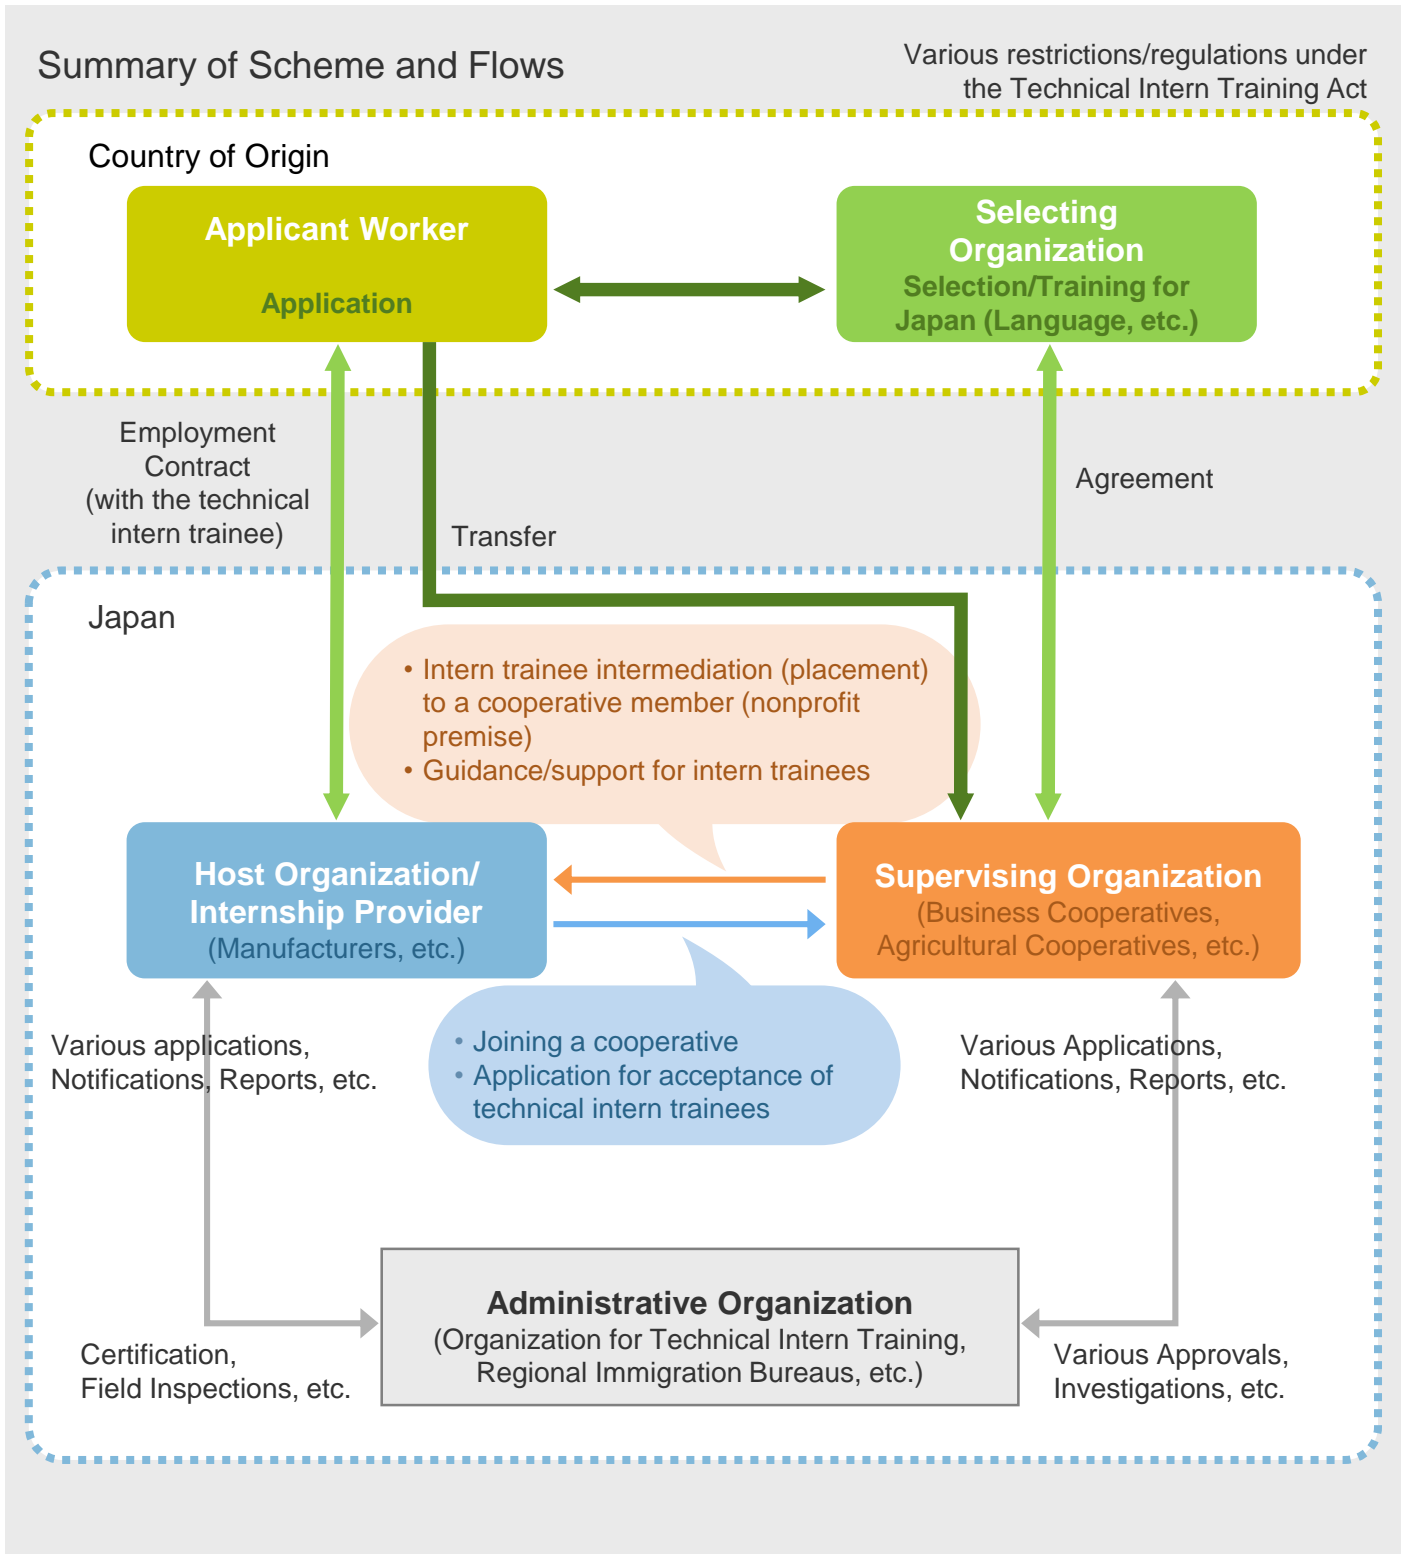 Summary of Scheme and Flows
Various restrictions/regulations under
the Technical Intern Training Act
Country of Origin
Applicant Worker
Application
Selecting
Organization
Selection/Training for
Japan (Language, etc.)
Employment
Contract
(with the technical
intern trainee)
Transfer
Agreement
Japan
• Intern trainee intermediation (placement)
to a cooperative member (nonprofit
premise)
• Guidance/support for intern trainees
Host Organization/
Internship Provider
(Manufacturers, etc.)
Supervising Organization
(Business Cooperatives,
Agricultural Cooperatives, etc.)
Various applications,
Notifications, Reports, etc.
• Joining a cooperative
• Application for acceptance of
technical intern trainees
Various Applications,
Notifications, Reports, etc.
Administrative Organization
(Organization for Technical Intern Training,
Regional Immigration Bureaus, etc.)
Certification,
Field Inspections, etc.
Various Approvals,
Investigations, etc.